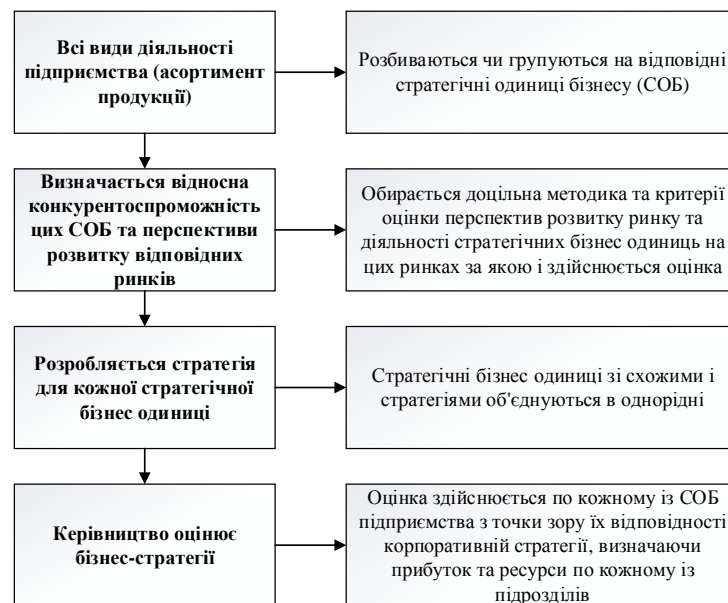 Всі види діяльності
підприємства (асортимент
продукції)
Розбиваються чи групуються на відповідні
стратегічні одиниці бізнесу (СОБ)
Визначається відносна
конкурентоспроможність
цих СОБ та перспективи
розвитку відповідних
ринків
Обирається доцільна методика та критерії
оцінки перспектив розвитку ринку та
діяльності стратегічних бізнес одиниць на
цих ринках за якою і здійснюється оцінка
Розробляється стратегія
для кожної стратегічної
бізнес одиниці
Стратегічні бізнес одиниці зі схожими і
стратегіями об'єднуються в однорідні
Керівництво оцінює
бізнес-стратегії
Оцінка здійснюється по кожному із СОБ
підприємства з точки зору їх відповідності
корпоративній стратегії, визначаючи
прибуток та ресурси по кожному із
підрозділів